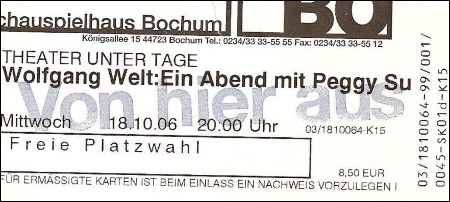 chauspielhaus Bochum
BO
Königsallee 15 44723 Bochum Tel.: 0234/33 33-55 55 Fax: 0234/33 33-55 12
THEATER UNTER TAGE
Wolfgang Welt:Ein Abend mit Peggy Su
Von hier aus
Mittwoch 18.10.06 20:00 Uhr
03/1810064-K15
Freie Platzwahl
8,50 EUR
FÜR ERMÄSSIGTE KARTEN IST BEIM EINLASS EIN NACHWEIS VORZULEGEN !
03/1810064-99/001/
0045-SK01d-K15